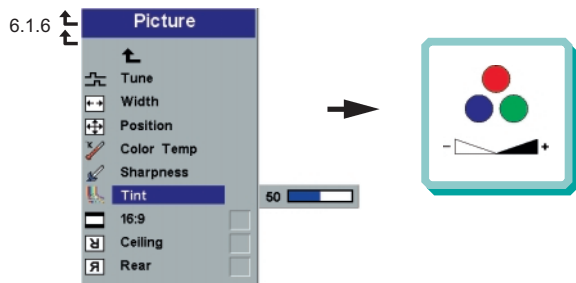 6.1.6
Picture
Tune
Width
Position
Color Temp
Sharpness
Tint 50
16:9
Ceiling
Rear
- +